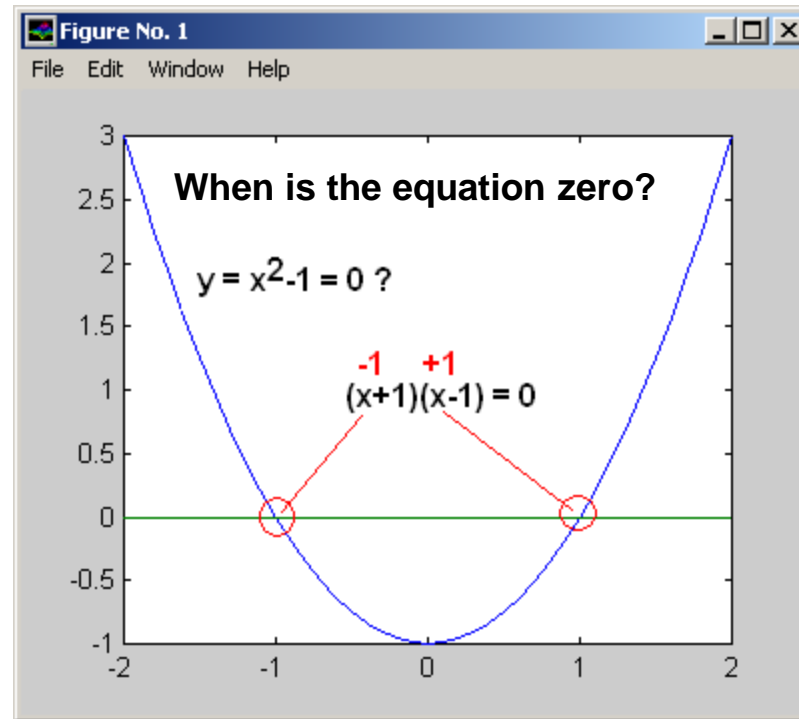 Figure No. 1
File Edit Window Help
When is the equation zero?
y = x²-1 = 0 ?
-1 +1
(x+1)(x-1) = 0
3
2.5
2
1.5
1
0.5
0
-0.5
-1
-2 -1 0 1 2